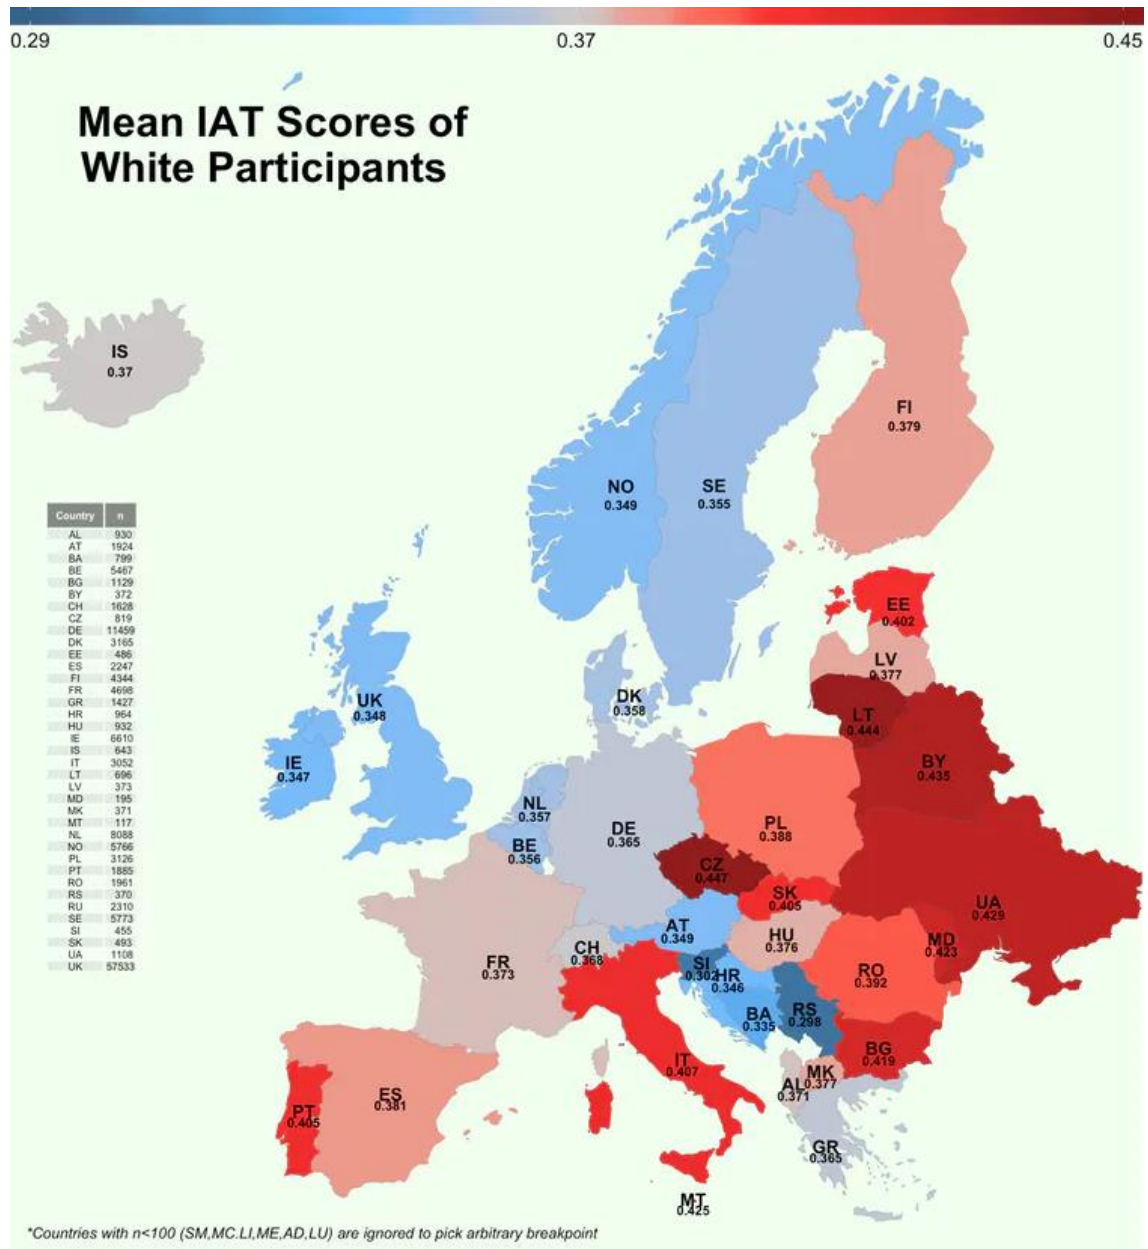 0.29 0.37 0.45
Mean IAT Scores of
White Participants
IS
0.37
FI
0.379
NO
0.349
SE
0.355
Country n
AL 930
AT 1924
BA 799
BE 5467
BG 1129
BY 372
CH 1628
CZ 819
DE 11459
DK 3165
EE 486
ES 2247
FI 4344
FR 4698
GR 1427
HR 964
HU 932
IE 6610
IS 643
IT 3052
LT 696
LV 373
MD 195
MK 371
MT 117
NL 8088
NO 5766
PL 3126
PT 1885
RO 1961
RS 370
RU 2310
SE 5773
SI 455
SK 493
UA 1108
UK 57533
EE
0.402
LV
0.377
DK
0.358
UK
0.348
LT
0.444
IE
0.347
BY
0.435
NL
0.357
DE
0.365
PL
0.388
BE
0.356
CZ
0.447
SK
0.405
UA
0.429
AT
0.349
HU
0.376
MD
0.423
CH
0.368
FR
0.373
SI
0.302
HR
0.346
RO
0.392
BA
0.335
RS
0.298
BG
0.419
IT
0.407
MK
0.377
AL
0.371
ES
0.381
PT
0.405
GR
0.365
MT
0.425
*Countries with n<100 (SM,MC.LI,ME,AD,LU) are ignored to pick arbitrary breakpoint